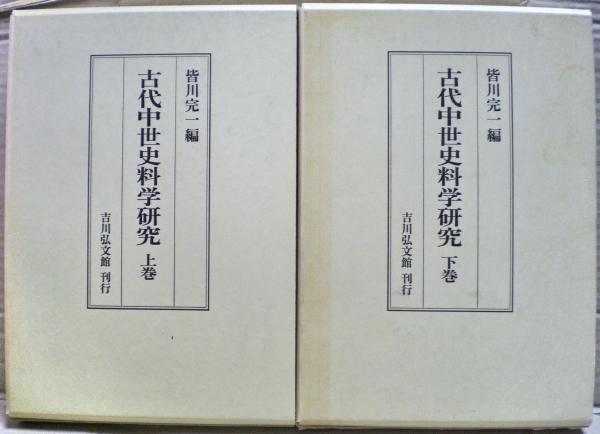 皆川完一編
古代中世史料学研究 上巻
吉川弘文館 刊行
皆川完一編
古代中世史料学研究 下巻
吉川弘文館 刊行